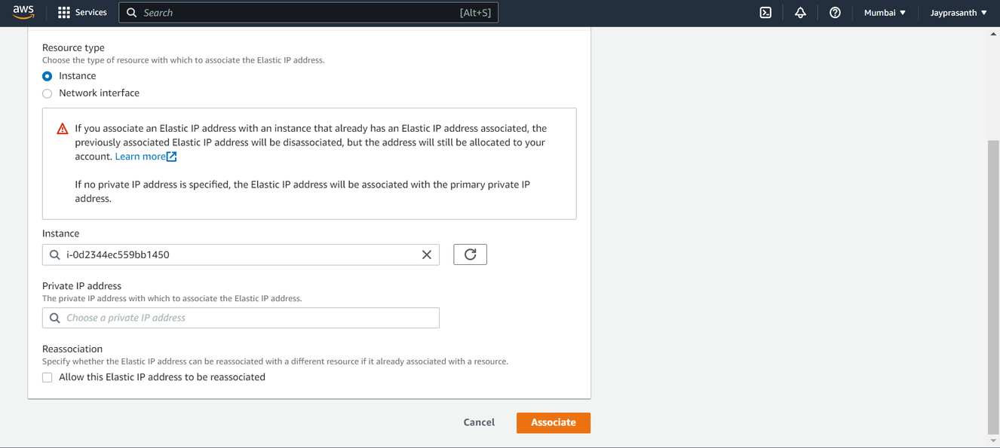 aws Services Search [Alt+S] Mumbai Jayprasanth
Resource type
Choose the type of resource with which to associate the Elastic IP address.
Instance
Network interface
If you associate an Elastic IP address with an instance that already has an Elastic IP address associated, the
previously associated Elastic IP address will be disassociated, but the address will still be allocated to your
account. Learn more
If no private IP address is specified, the Elastic IP address will be associated with the primary private IP
address.
Instance
i-0d2344ec559bb1450
Private IP address
The private IP address with which to associate the Elastic IP address.
Choose a private IP address
Reassociation
Specify whether the Elastic IP address can be reassociated with a different resource if it already associated with a resource.
Allow this Elastic IP address to be reassociated
Cancel Associate